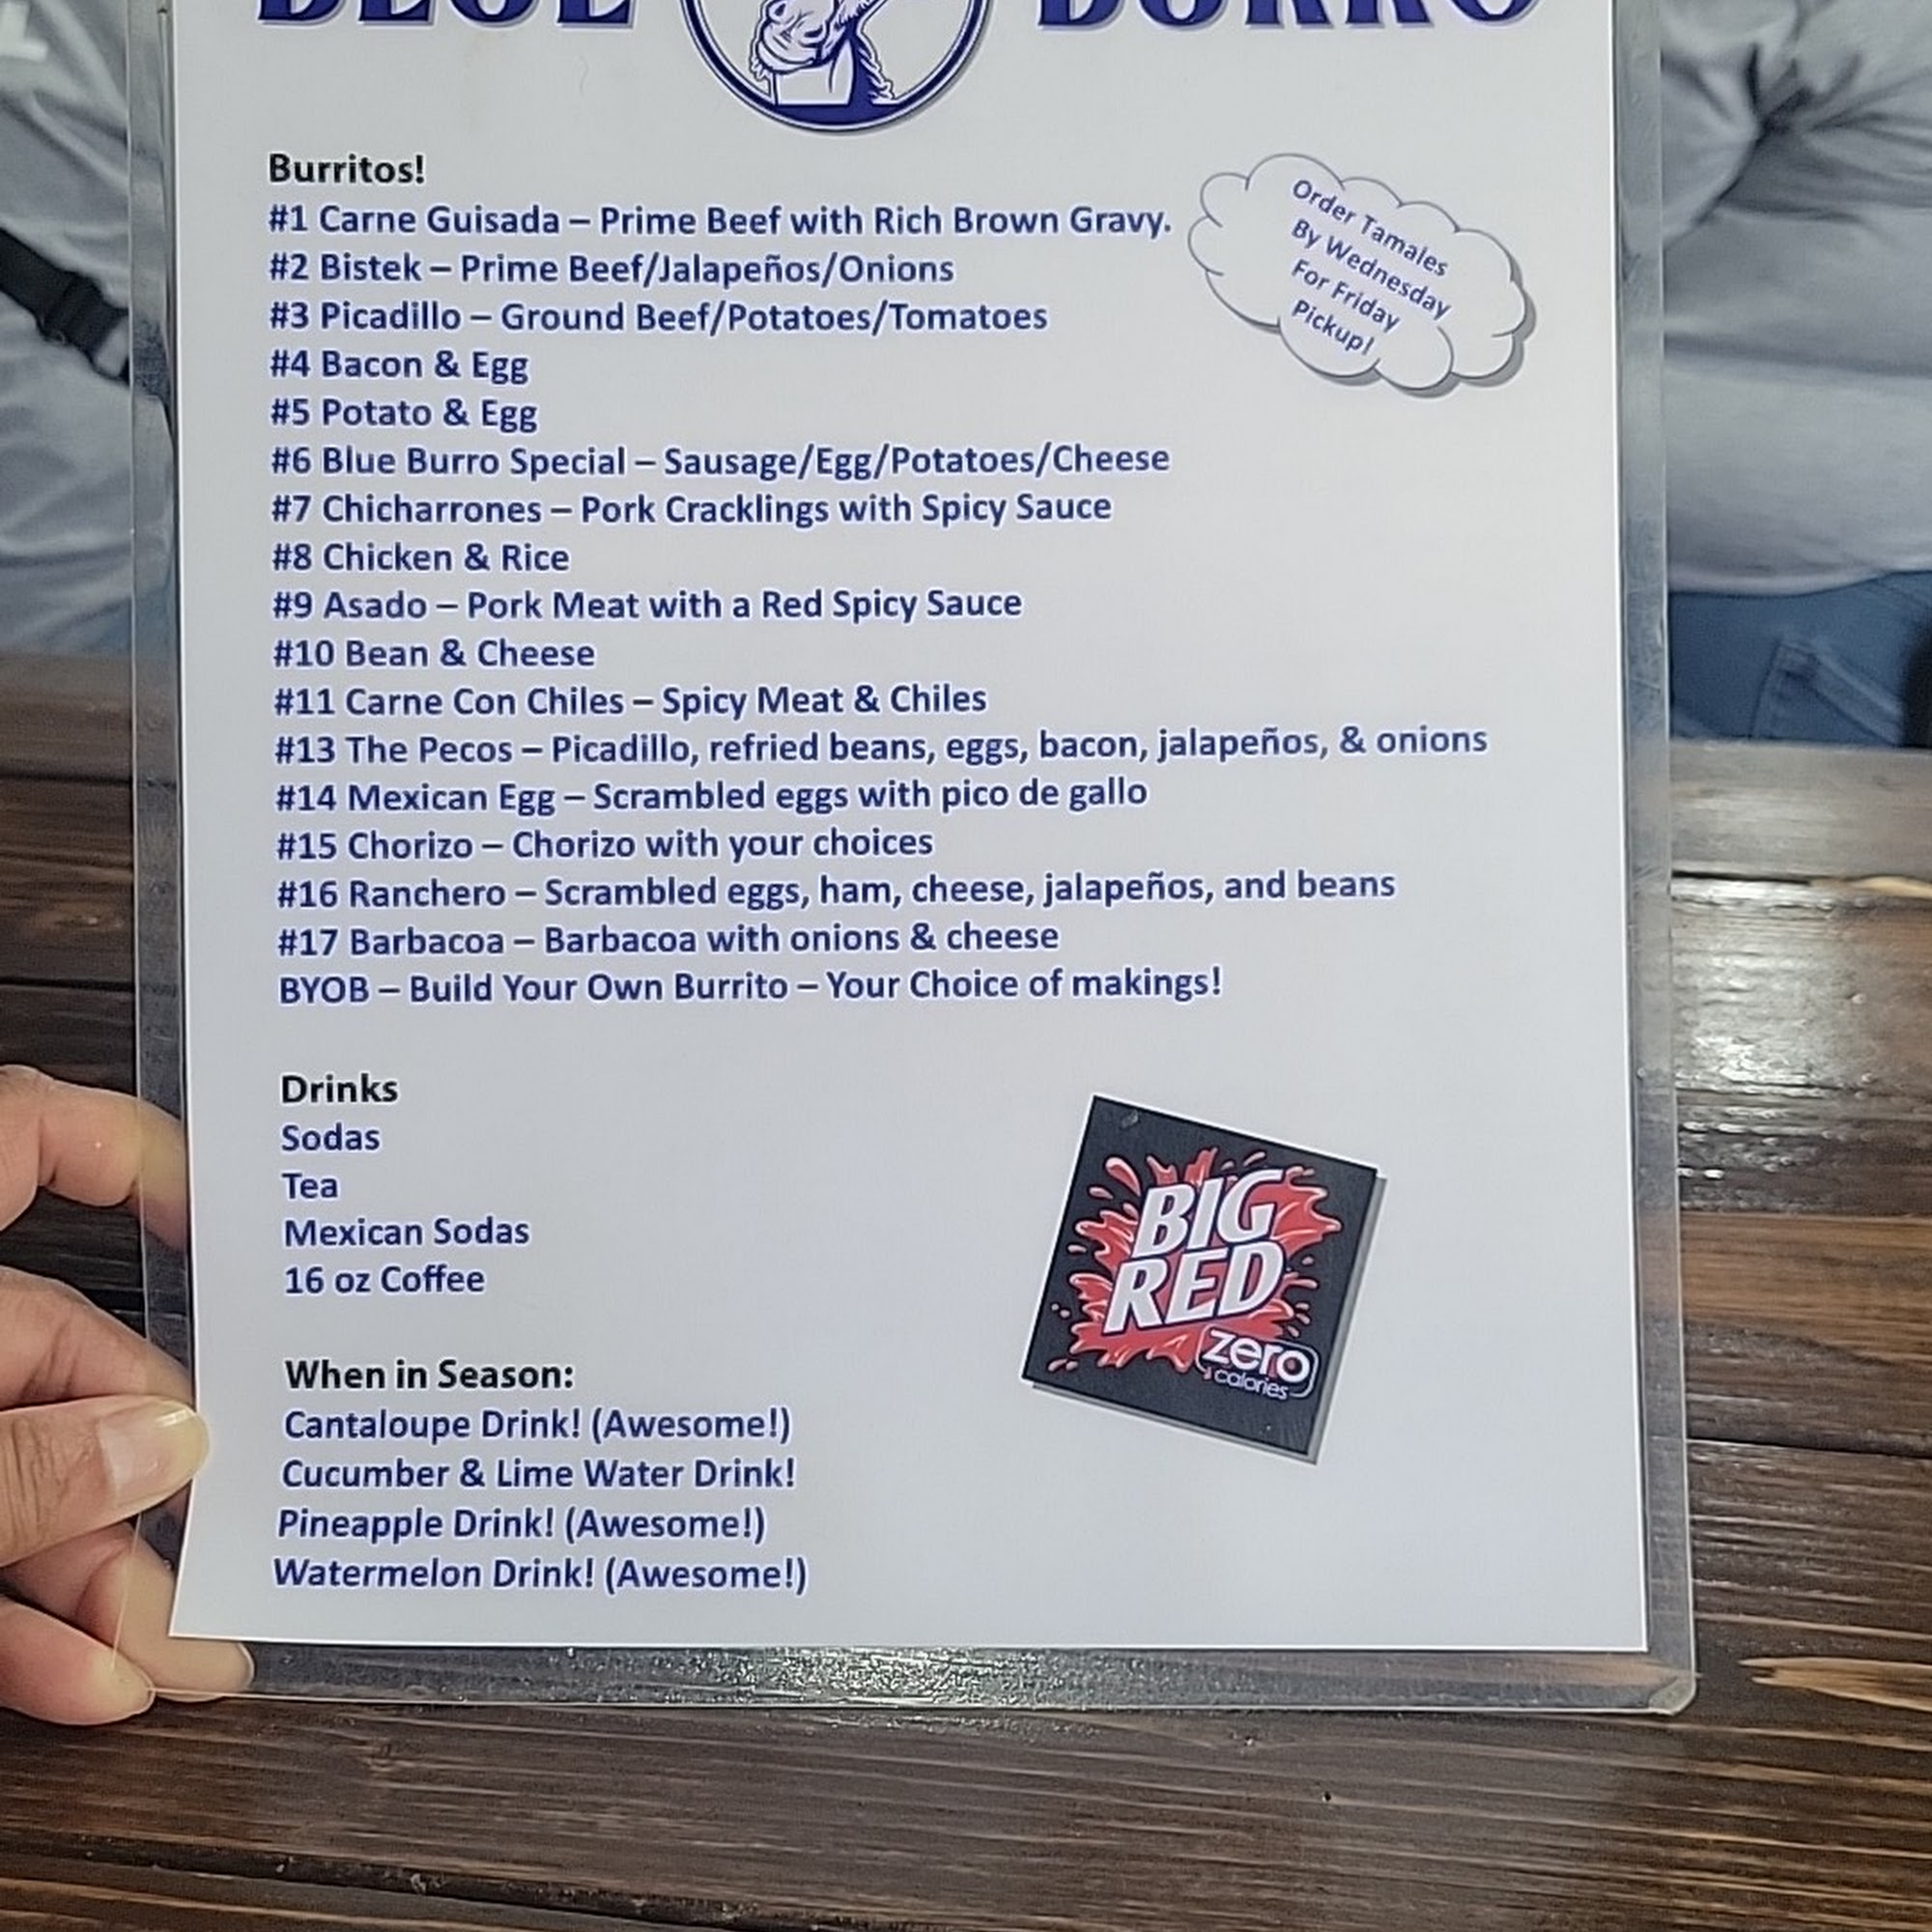 BLUE BURRO
Burritos!
#1 Carne Guisada – Prime Beef with Rich Brown Gravy.
#2 Bistek – Prime Beef/Jalapeños/Onions
#3 Picadillo – Ground Beef/Potatoes/Tomatoes
#4 Bacon & Egg
#5 Potato & Egg
#6 Blue Burro Special – Sausage/Egg/Potatoes/Cheese
#7 Chicharrones – Pork Cracklings with Spicy Sauce
#8 Chicken & Rice
#9 Asado – Pork Meat with a Red Spicy Sauce
#10 Bean & Cheese
#11 Carne Con Chiles – Spicy Meat & Chiles
#13 The Pecos – Picadillo, refried beans, eggs, bacon, jalapeños, & onions
#14 Mexican Egg – Scrambled eggs with pico de gallo
#15 Chorizo – Chorizo with your choices
#16 Ranchero – Scrambled eggs, ham, cheese, jalapeños, and beans
#17 Barbacoa – Barbacoa with onions & cheese
BYOB – Build Your Own Burrito – Your Choice of makings!
Order Tamales
By Wednesday
For Friday
Pickup!
Drinks
Sodas
Tea
Mexican Sodas
16 oz Coffee
When in Season:
Cantaloupe Drink! (Awesome!)
Cucumber & Lime Water Drink!
Pineapple Drink! (Awesome!)
Watermelon Drink! (Awesome!)
BIG
RED
zero
calories